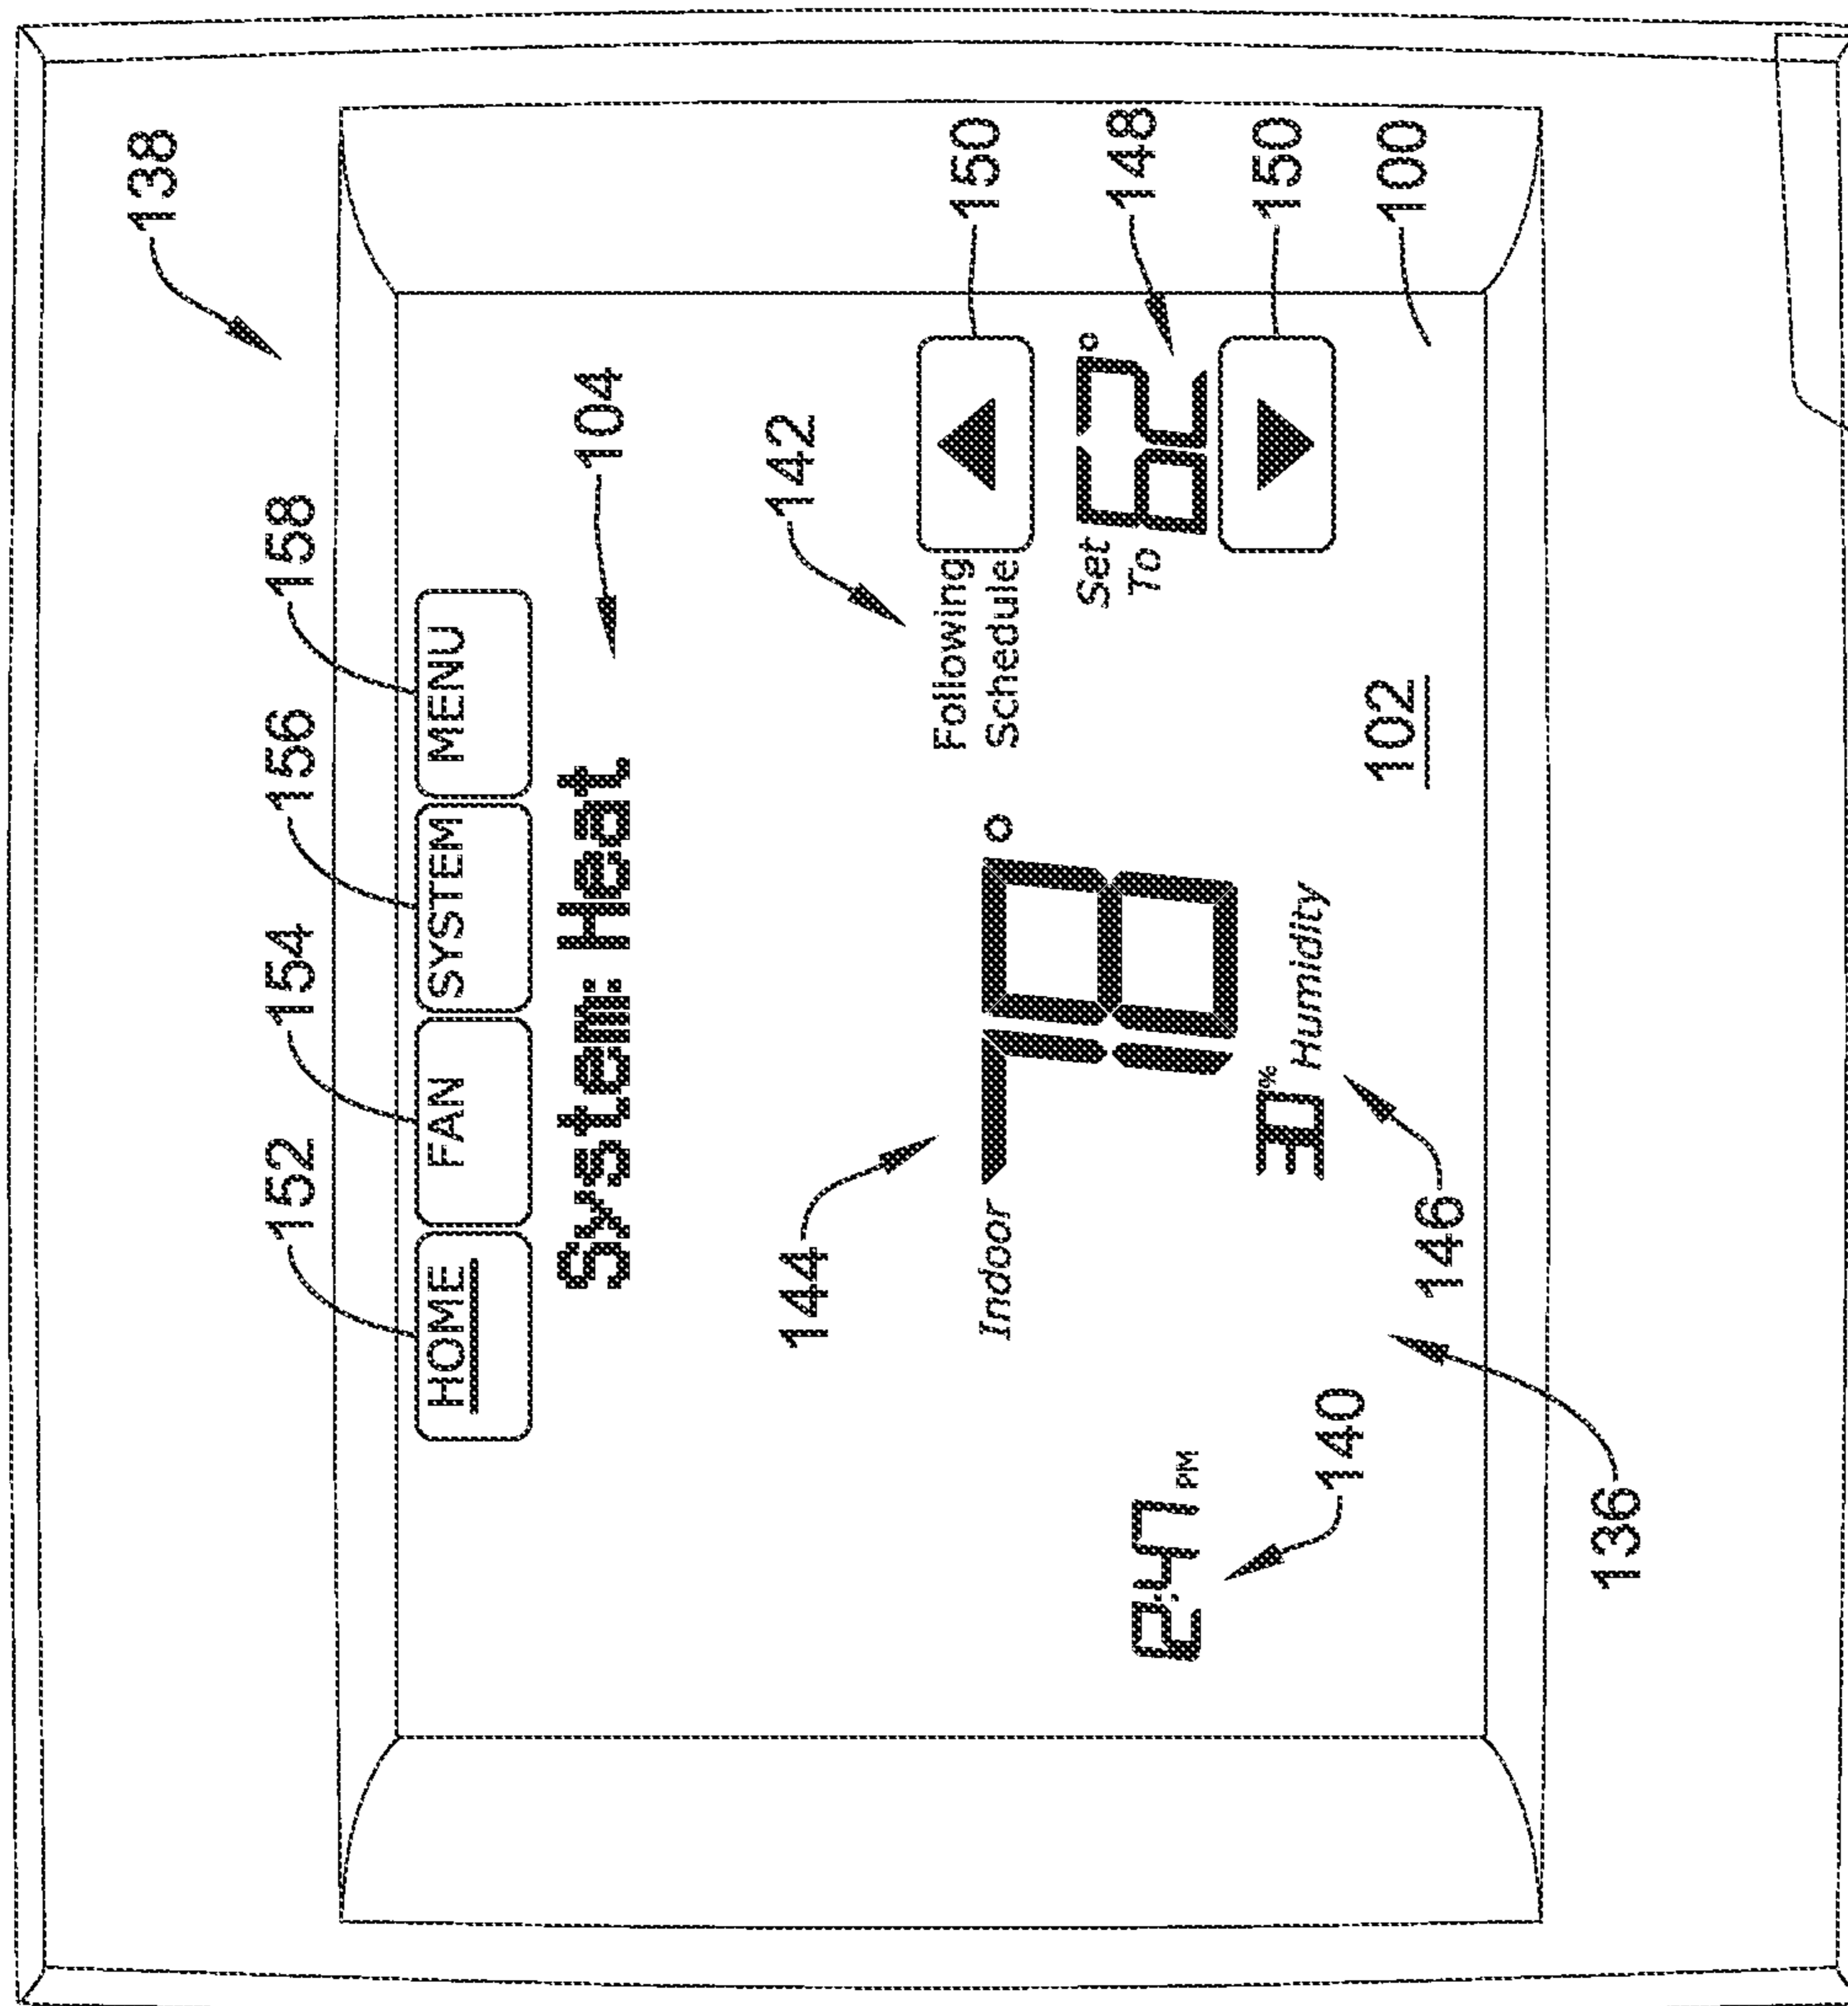 138
152 154 156 158
HOME FAN SYSTEM MENU
System: Heat 104
144 142
Following
Schedule
150
Indoor 78°
Set
To
62°
148
2:47 PM
30% Humidity
150
140
102
100
146
136